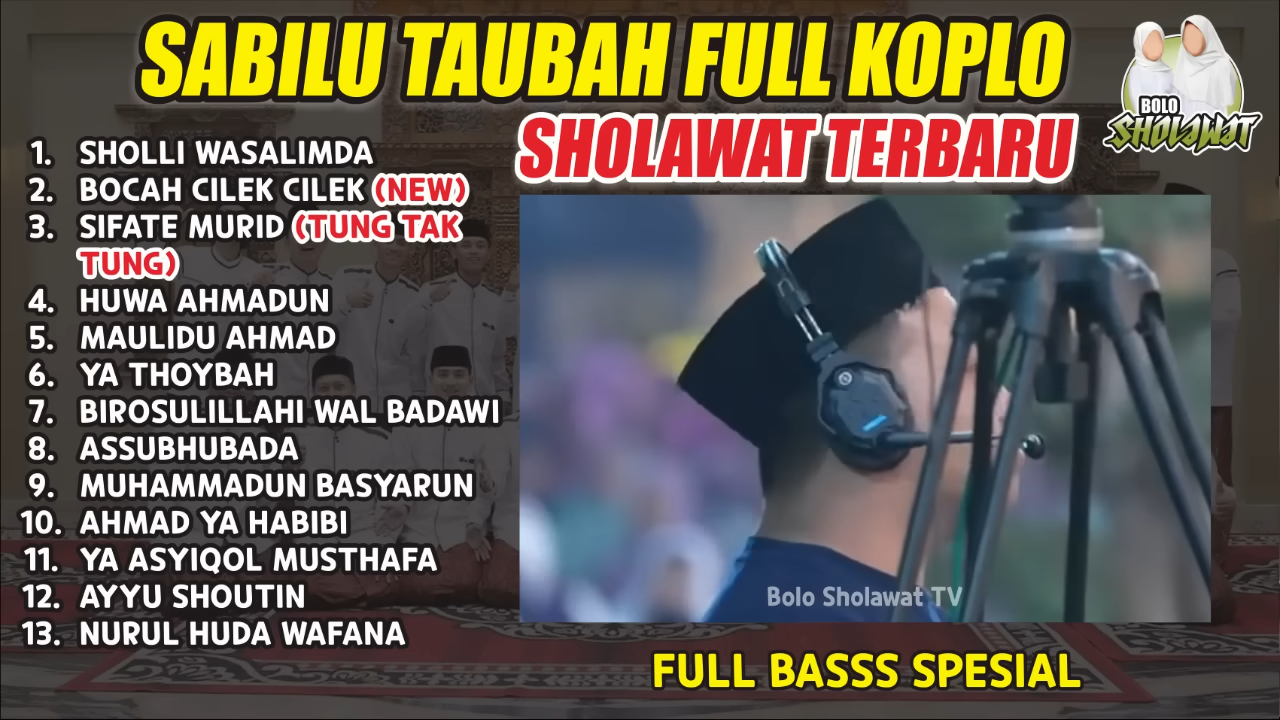 SABILU TAUBAH FULL KOPLO
SHOLAWAT TERBARU
BOLO
SHOLAWAT
1. SHOLLI WASALIMDA
2. BOCAH CILEK CILEK (NEW)
3. SIFATE MURID (TUNG TAK
TUNG)
4. HUWA AHMADUN
5. MAULIDU AHMAD
6. YA THOYBAH
7. BIROSULILLAHI WAL BADAWI
8. ASSUBHUBADA
9. MUHAMMADUN BASYARUN
10. AHMAD YA HABIBI
11. YA ASYIQOL MUSTHAFA
12. AYYU SHOUTIN
13. NURUL HUDA WAFANA
Bolo Sholawat TV
FULL BASSS SPESIAL